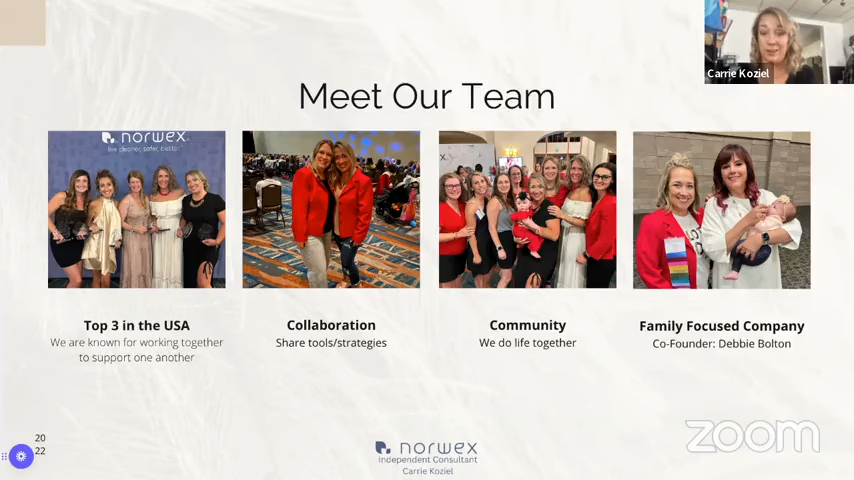 Carrie Koziel
Meet Our Team
norwex
live cleaner, safer, better
Top 3 in the USA
We are known for working together
to support one another
Collaboration
Share tools/strategies
Community
We do life together
Family Focused Company
Co-Founder: Debbie Bolton
20
22
norwex
Independent Consultant
Carrie Koziel
zoom